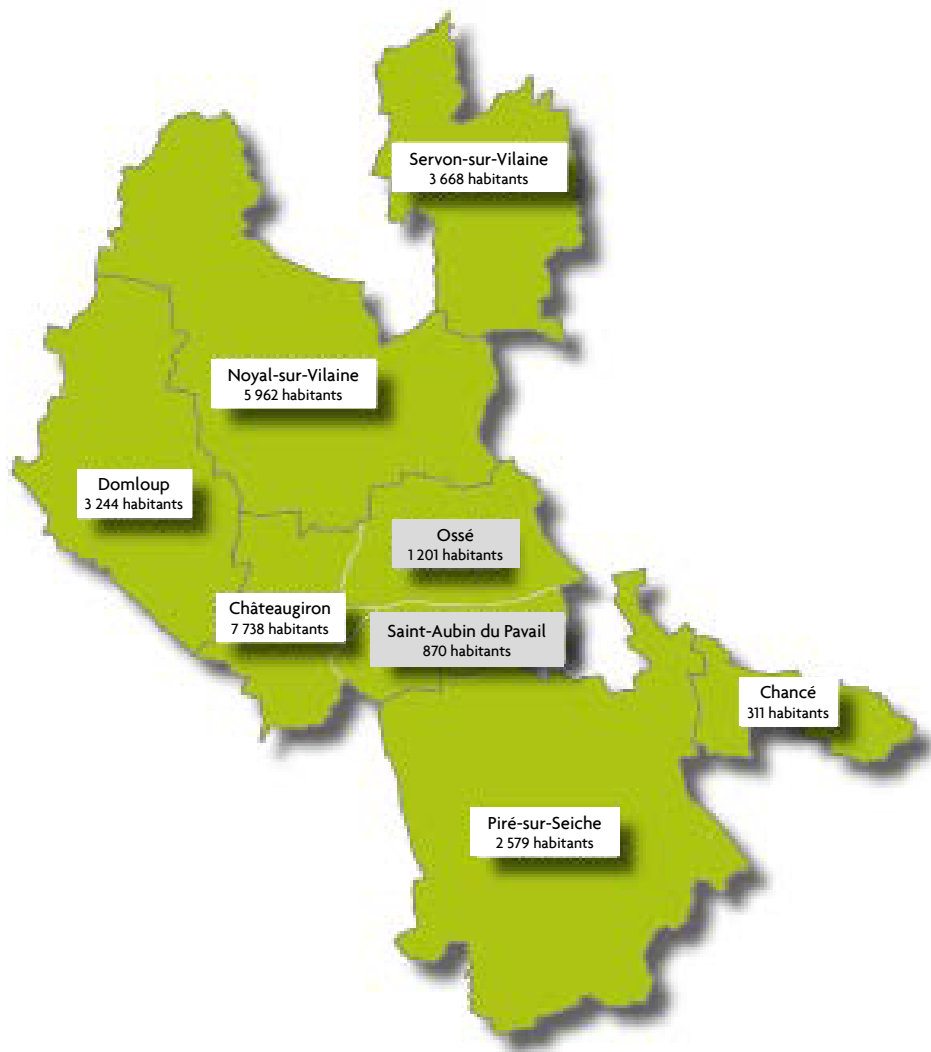 Servon-sur-Vilaine
3 668 habitants
Noyal-sur-Vilaine
5 962 habitants
Domloup
3 244 habitants
Ossé
1 201 habitants
Châteaugiron
7 738 habitants
Saint-Aubin du Pavail
870 habitants
Chancé
311 habitants
Piré-sur-Seiche
2 579 habitants